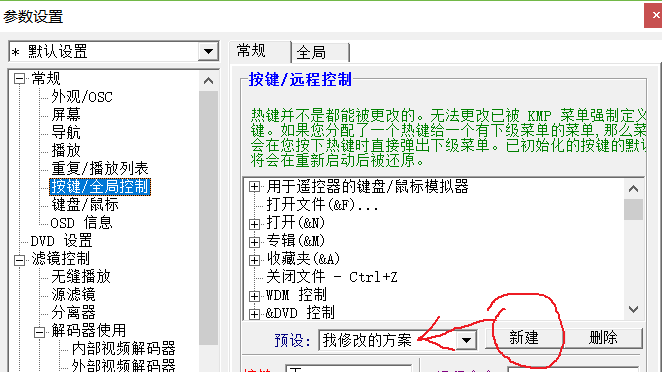 参数设置
* 默认设置
常规
外观/OSC
屏幕
导航
播放
重复/播放列表
按键/全局控制
键盘/鼠标
OSD 信息
DVD 设置
滤镜控制
无缝播放
源滤镜
分离器
解码器使用
内部视频解码器
外部视频解码器
常规
全局
按键/远程控制
热键并不是都能被更改的。无法更改已被 KMP 菜单强制定义
键。如果您分配了一个热键给一个有下级菜单的菜单,那么菜
会在您按下热键时直接弹出下级菜单。已初始化的按键的默认
将会在重新启动后被还原。
用于遥控器的键盘/鼠标模拟器
打开文件(&F)...
打开(&N)
专辑(&M)
收藏夹(&A)
关闭文件 - Ctrl+Z
WDM 控制
&DVD 控制
预设:
我修改的方案
新建
删除